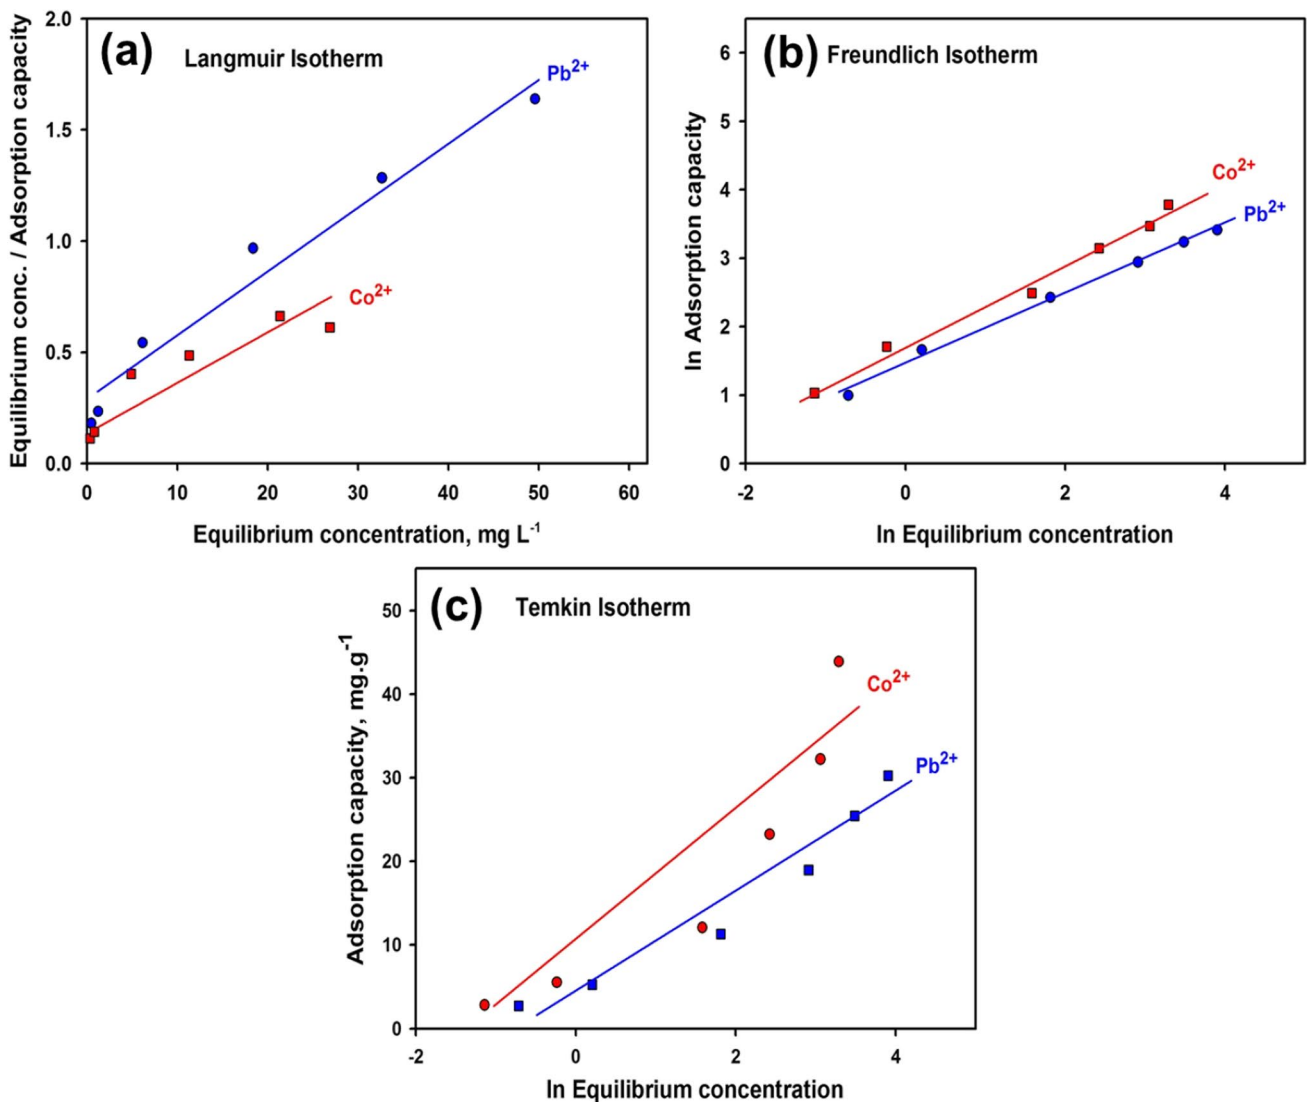 (a)
Langmuir Isotherm
Equilibrium conc. / Adsorption capacity
2.0
1.5
1.0
0.5
0.0
Pb2+
Co2+
0 10 20 30 40 50 60
Equilibrium concentration, mg L-1
(b)
Freundlich Isotherm
ln Adsorption capacity
6
5
4
3
2
1
0
Co2+
Pb2+
-2 0 2 4
ln Equilibrium concentration
(c)
Temkin Isotherm
Adsorption capacity, mg.g-1
50
40
30
20
10
0
Co2+
Pb2+
-2 0 2 4
ln Equilibrium concentration